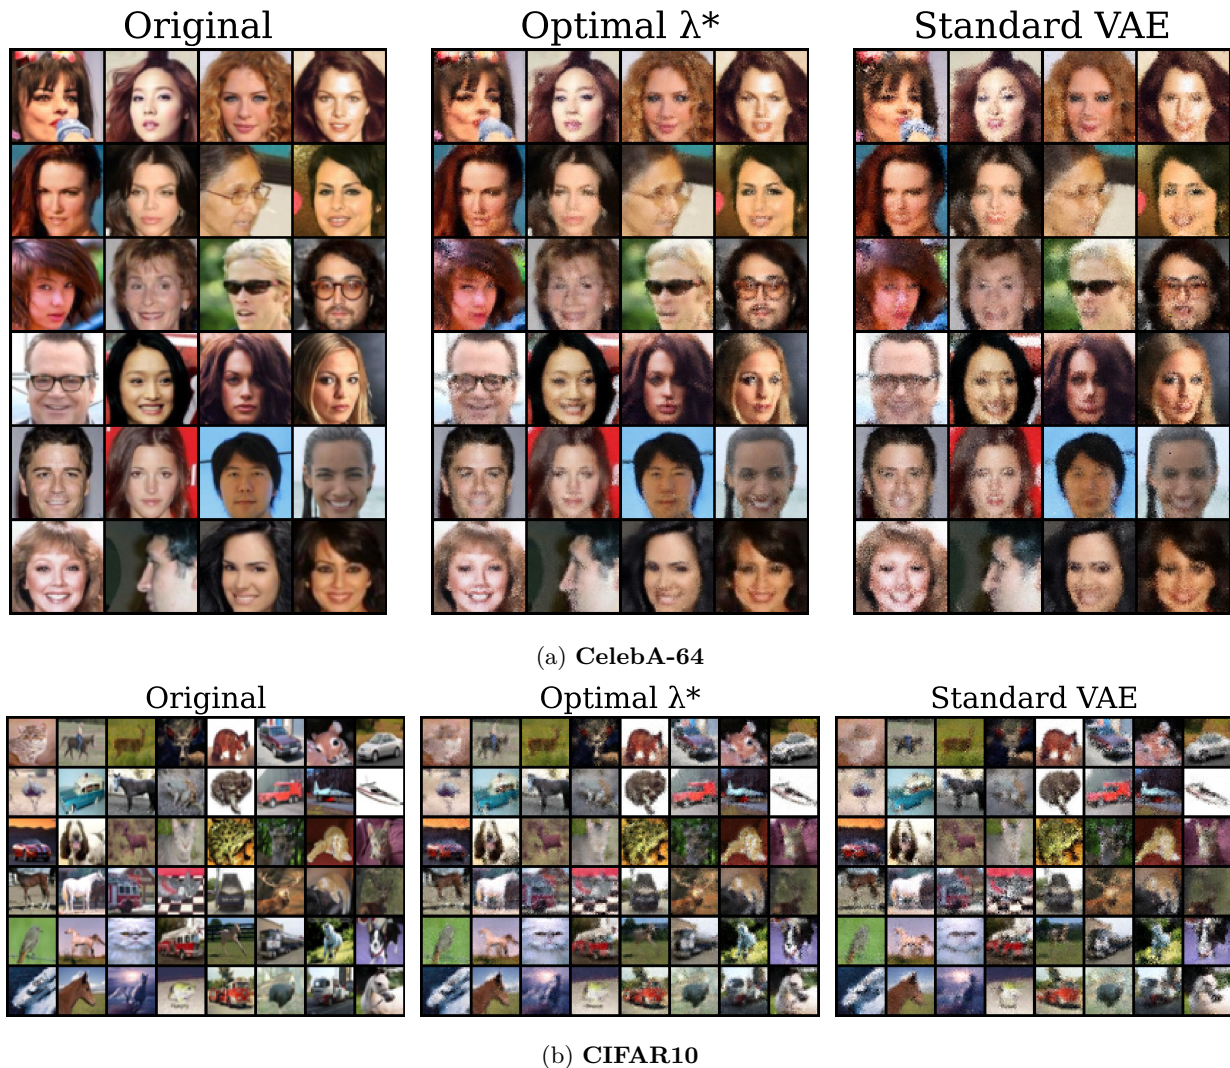 Original
Optimal λ*
Standard VAE
(a) CelebA-64
Original
Optimal λ*
Standard VAE
(b) CIFAR10